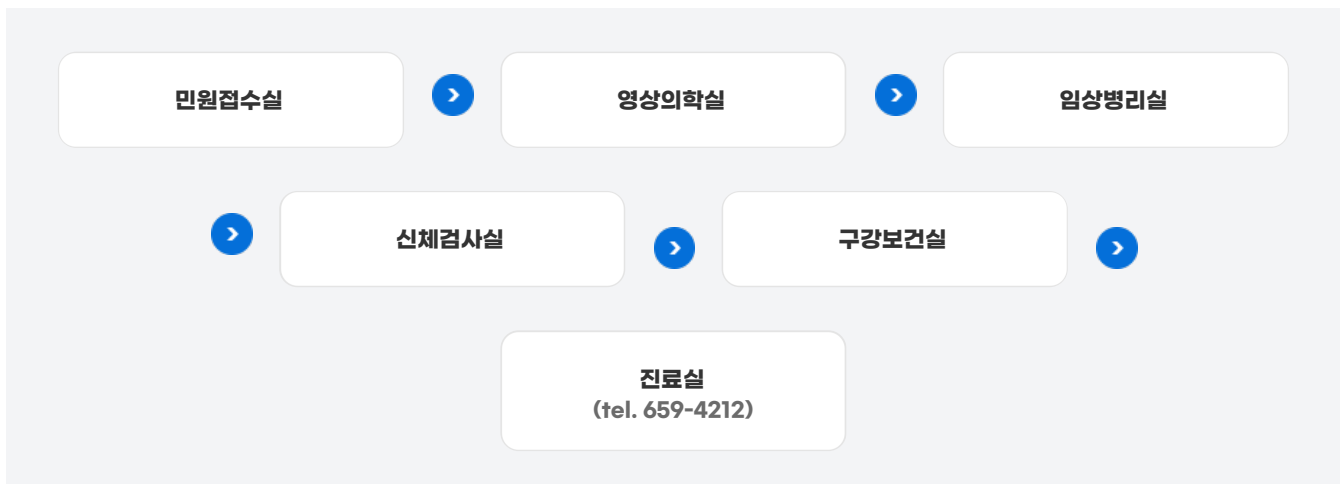 민원접수실
영상의학실
임상병리실
신체검사실
구강보건실
진료실
(tel. 659-4212)